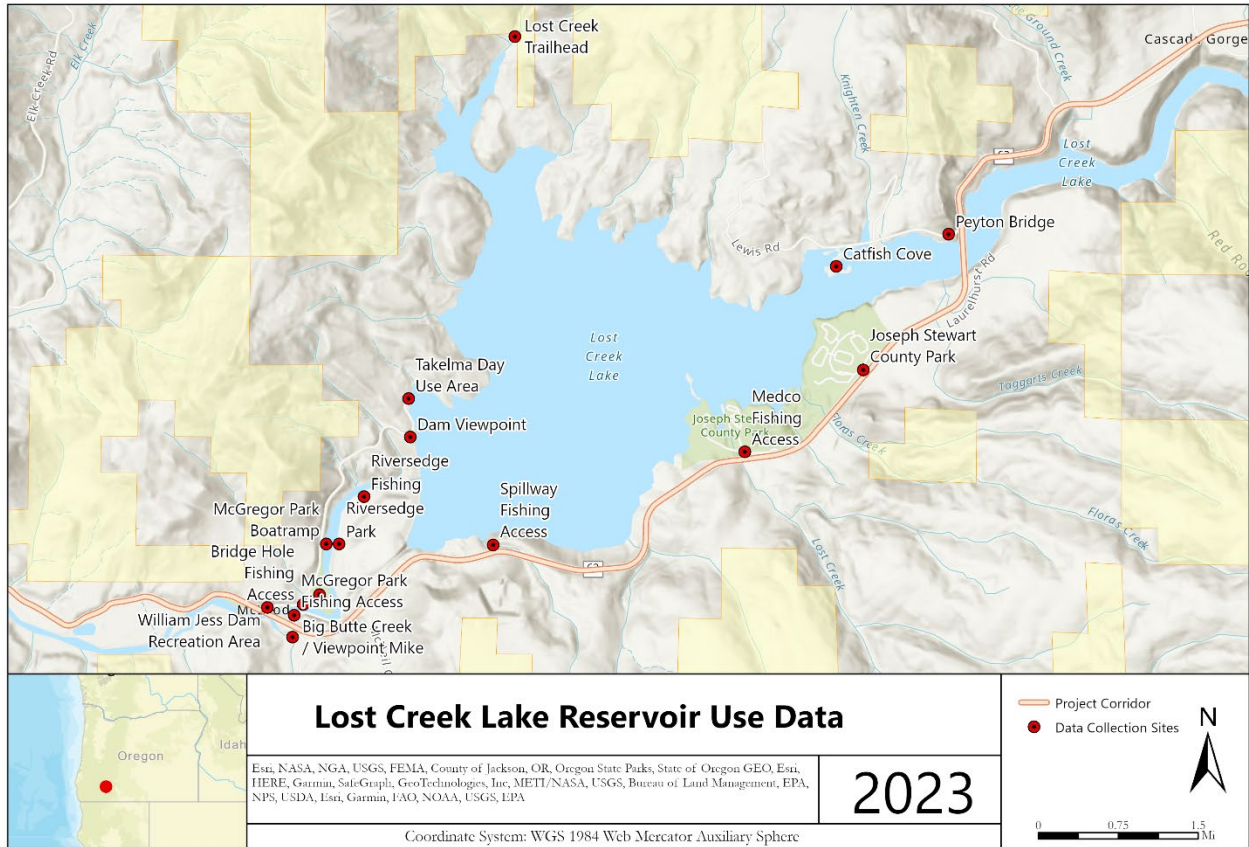 Lost Creek
Trailhead
Elk Creek
Elk Creek Rd
Ground Creek
Cascade Gorge
Knighten Creek
Lost
Creek
Lake
Peyton Bridge
Lewis Rd
Catfish Cove
Laurelhurst Rd
Lost
Creek
Lake
Joseph Stewart
County Park
Takelma Day
Use Area
Taggarts Creek
Medco
Fishing
Access
Dam Viewpoint
County Park
Floras Creek
Riversedge
Fishing
Spillway
Fishing
Access
McGregor Park
Boatramp
Riversedge
Park
Floras Creek
Bridge Hole
Fishing
Access
Lost Creek
McGregor Park
Fishing Access
William Jess Dam
Recreation Area
Big Butte Creek
/ Viewpoint Mike
Oregon
Lost Creek Lake Reservoir Use Data
Esri, NASA, NGA, USGS, FEMA, County of Jackson, OR, Oregon State Parks, State of Oregon GEO, Esri,
HERE, Garmin, SafeGraph, GeoTechnologies, Inc, METI/NASA, USGS, Bureau of Land Management, EPA,
NPS, USDA, Esri, Garmin, FAO, NOAA, USGS, EPA
2023
Coordinate System: WGS 1984 Web Mercator Auxiliary Sphere
Project Corridor
Data Collection Sites
N
0 0.75 1.5
Mi